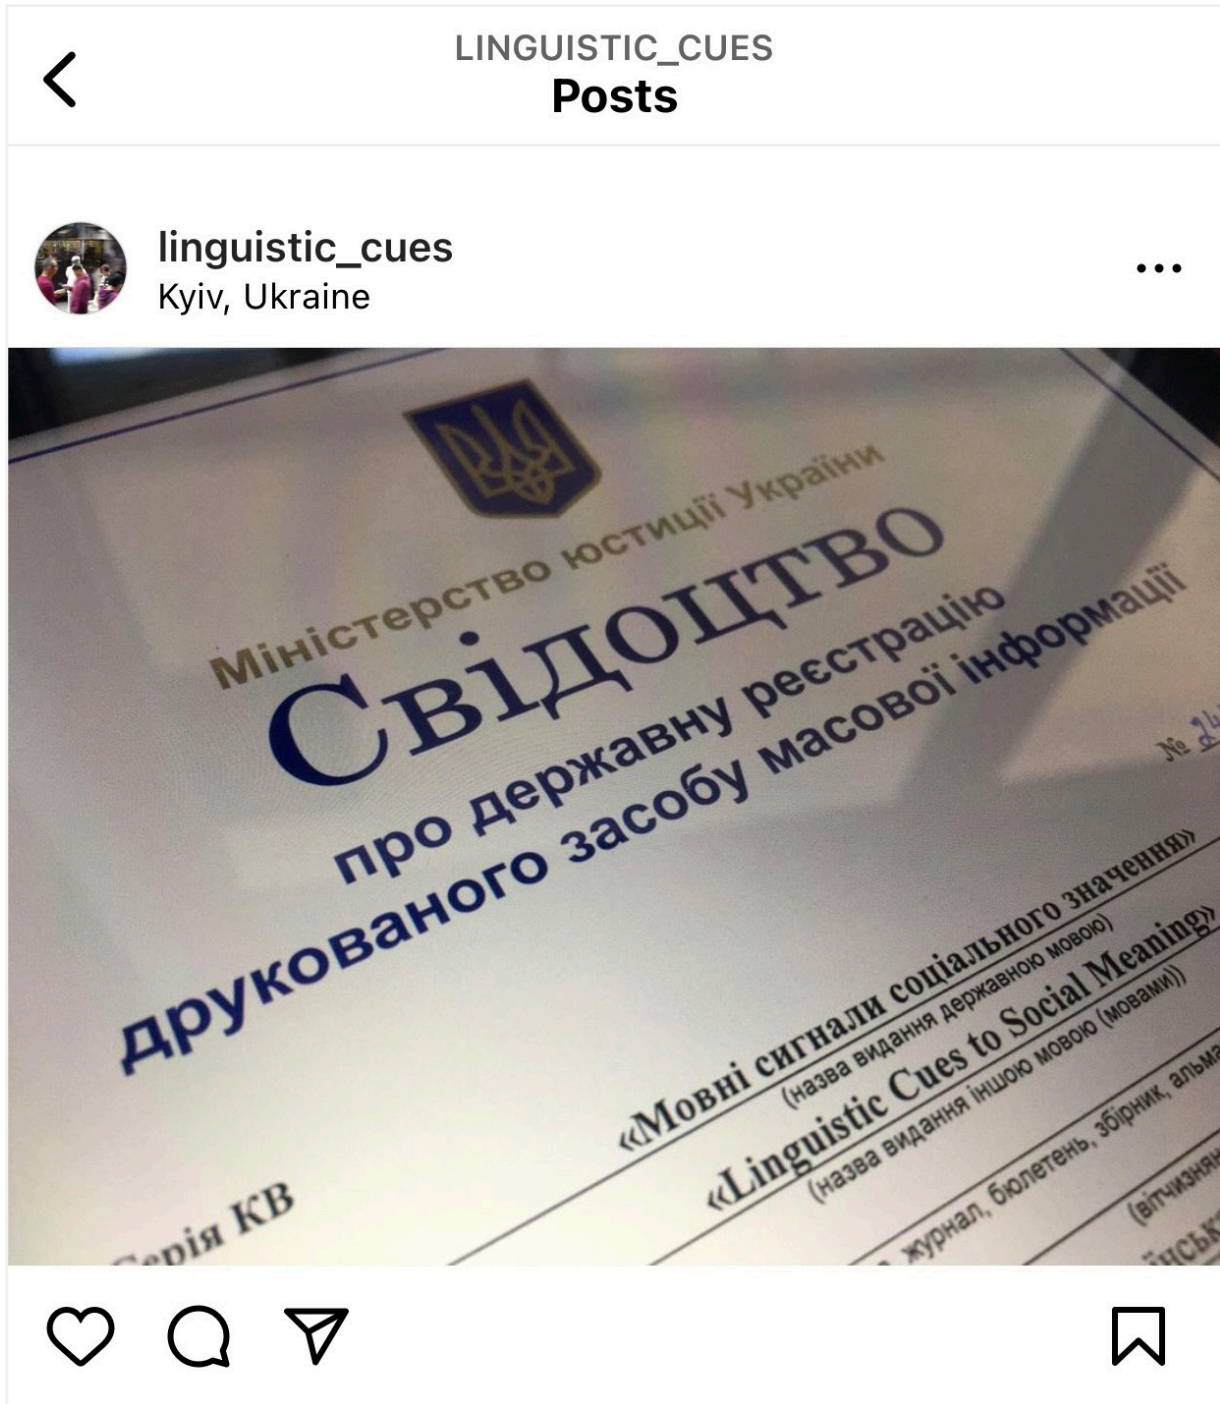 LINGUISTIC_CUES
Posts
linguistic_cues
Kyiv, Ukraine
Міністерство юстиції України
Свідоцтво
про державну реєстрацію
друкованого засобу масової інформації
№ 24
«Мовні сигнали соціального значення»
(назва видання державною мовою)
«Linguistic Cues to Social Meaning»
(назва видання іншою мовою (мовами))
журнал, бюлетень, збірник,
Серія КВ